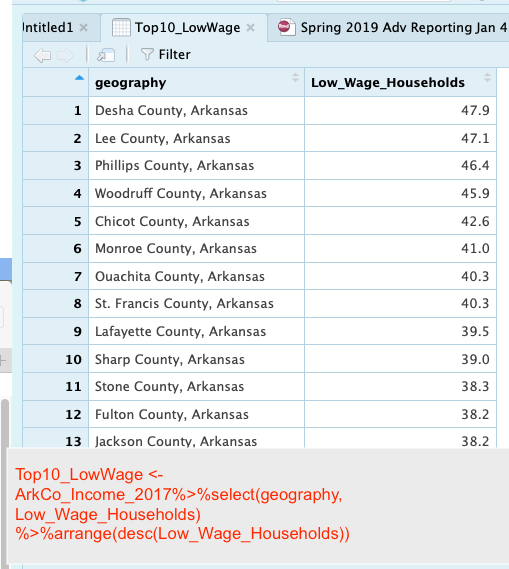 Intitled1 × Top10_LowWage × Spring 2019 Adv Reporting Jan 4
Filter
geography Low_Wage_Households
1 Desha County, Arkansas 47.9
2 Lee County, Arkansas 47.1
3 Phillips County, Arkansas 46.4
4 Woodruff County, Arkansas 45.9
5 Chicot County, Arkansas 42.6
6 Monroe County, Arkansas 41.0
7 Ouachita County, Arkansas 40.3
8 St. Francis County, Arkansas 40.3
9 Lafayette County, Arkansas 39.5
10 Sharp County, Arkansas 39.0
11 Stone County, Arkansas 38.3
12 Fulton County, Arkansas 38.2
13 Jackson County, Arkansas 38.2
Top10_LowWage <-
ArkCo_Income_2017%>%select(geography,
Low_Wage_Households)
%>%arrange(desc(Low_Wage_Households))